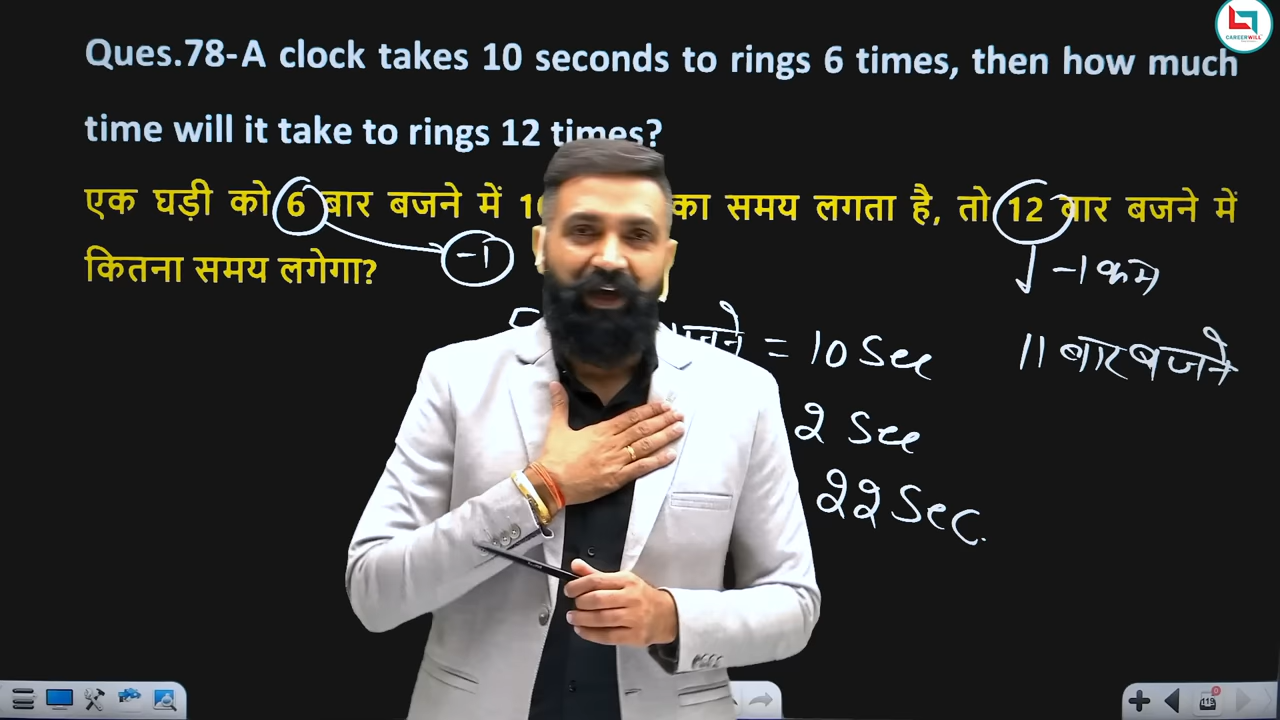 CAREERWILL
Ques.78-A clock takes 10 seconds to rings 6 times, then how much
time will it take to rings 12 times?
एक घड़ी को 6 बार बजने में का समय लगता है, तो 12 बार बजने में
कितना समय लगेगा?
-1
-1 कम
बजने = 10 Sec
11 बार बजने
2 Sec
22 Sec.